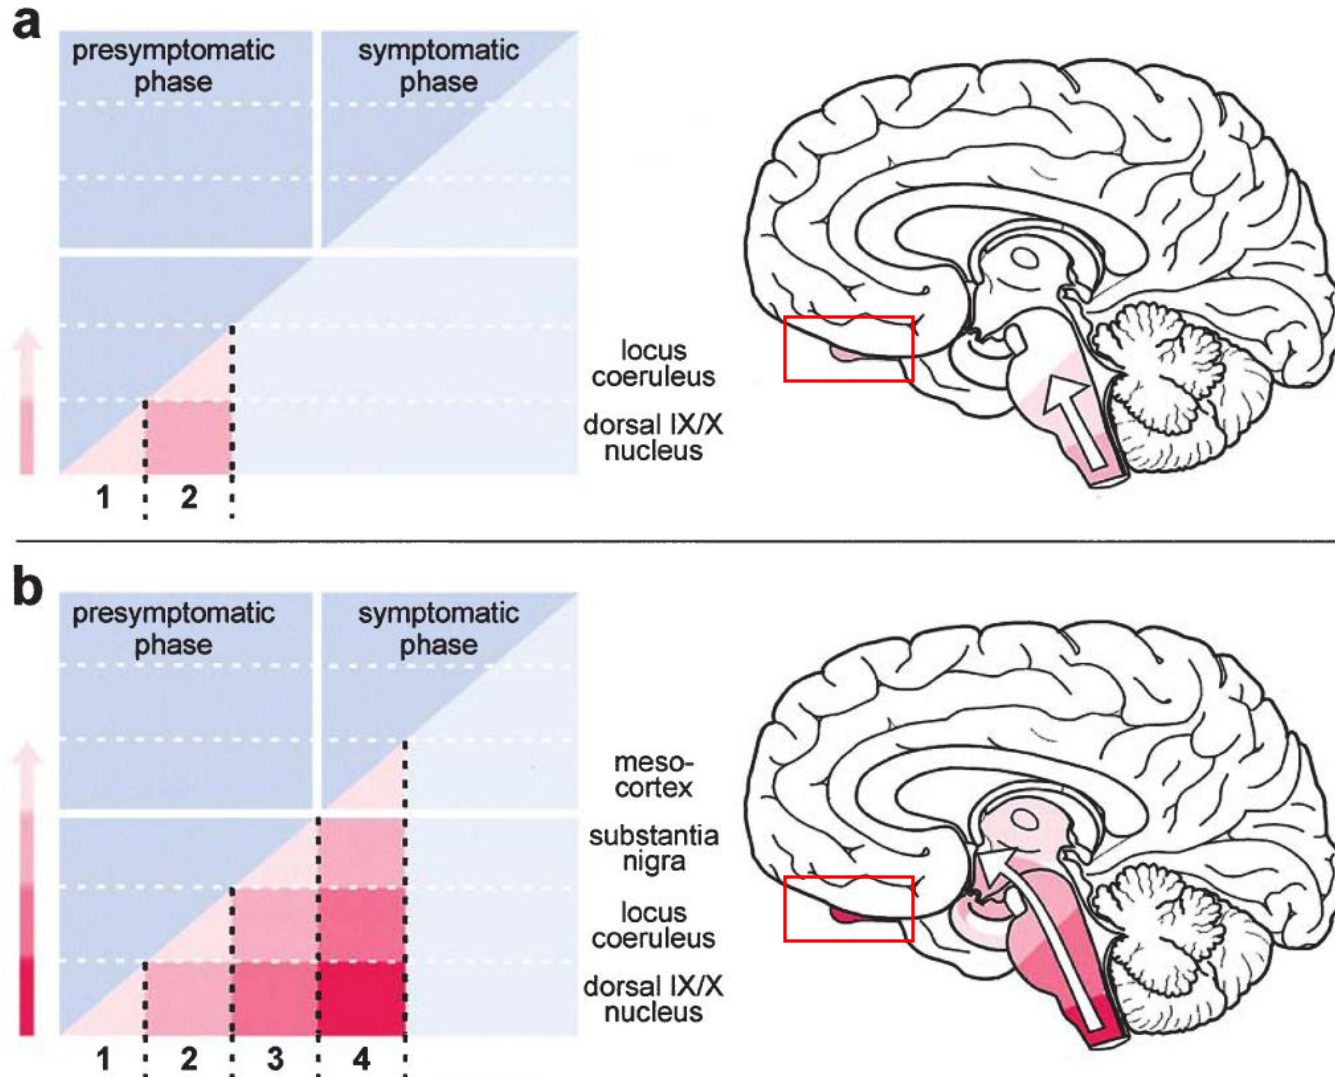 a
presymptomatic
phase
symptomatic
phase
locus
coeruleus
dorsal IX/X
nucleus
1
2
b
presymptomatic
phase
symptomatic
phase
meso-
cortex
substantia
nigra
locus
coeruleus
dorsal IX/X
nucleus
1
2
3
4